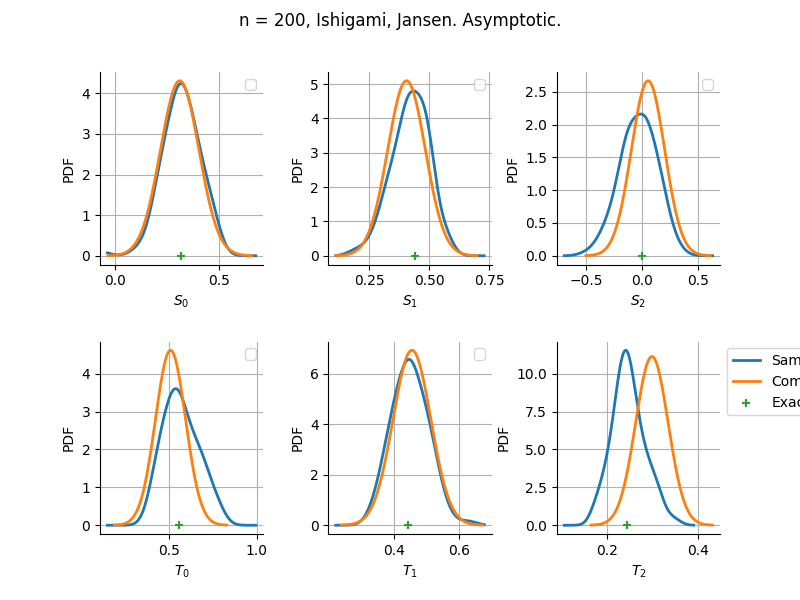 n = 200, Ishigami, Jansen. Asymptotic.
PDF
4
3
2
1
0
0.0
0.5
S₀
PDF
5
4
3
2
1
0
0.25
0.50
0.75
S₁
PDF
2.5
2.0
1.5
1.0
0.5
0.0
−0.5
0.0
0.5
S₂
PDF
4
3
2
1
0
0.5
1.0
T₀
PDF
6
4
2
0
0.4
0.6
T₁
PDF
10.0
7.5
5.0
2.5
0.0
0.2
0.4
T₂
Sam
Com
Exac